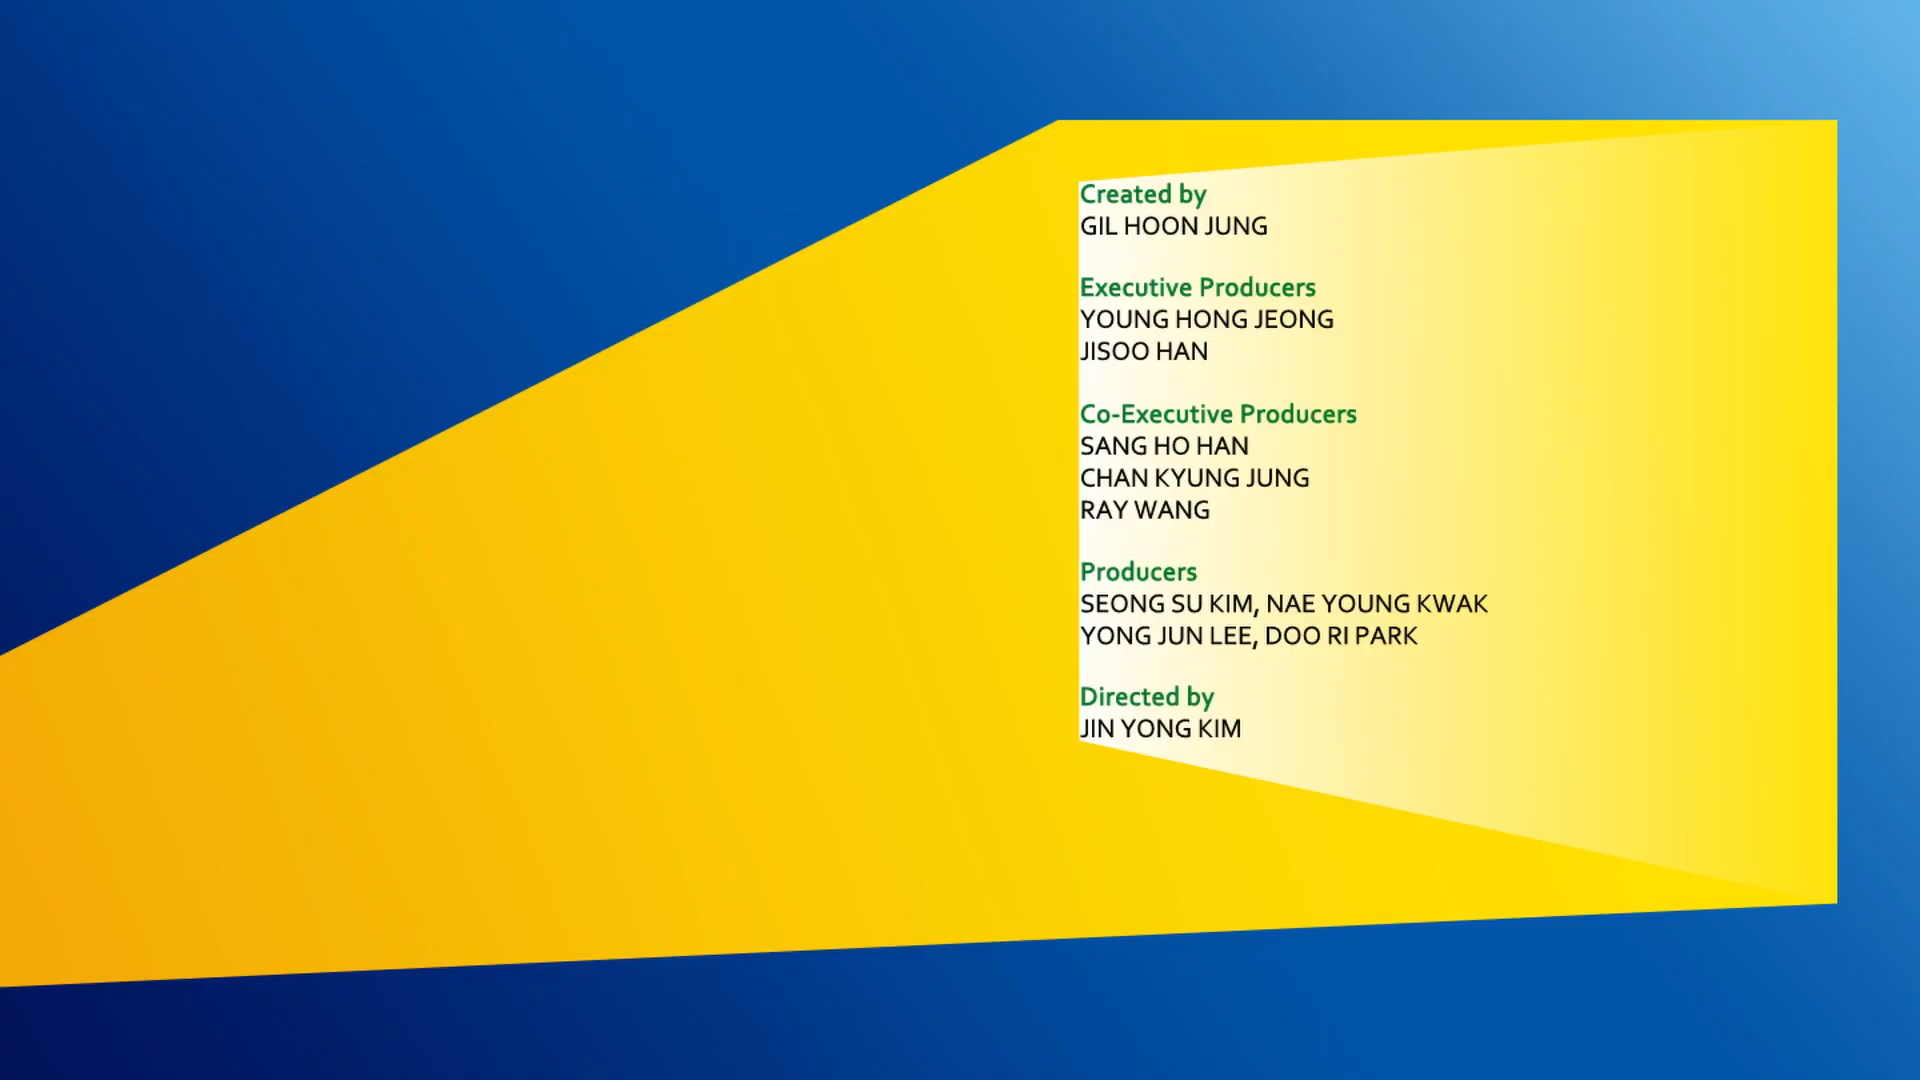 Created by
GIL HOON JUNG
Executive Producers
YOUNG HONG JEONG
JISOO HAN
Co-Executive Producers
SANG HO HAN
CHAN KYUNG JUNG
RAY WANG
Producers
SEONG SU KIM, NAE YOUNG KWAK
YONG JUN LEE, DOO RI PARK
Directed by
JIN YONG KIM